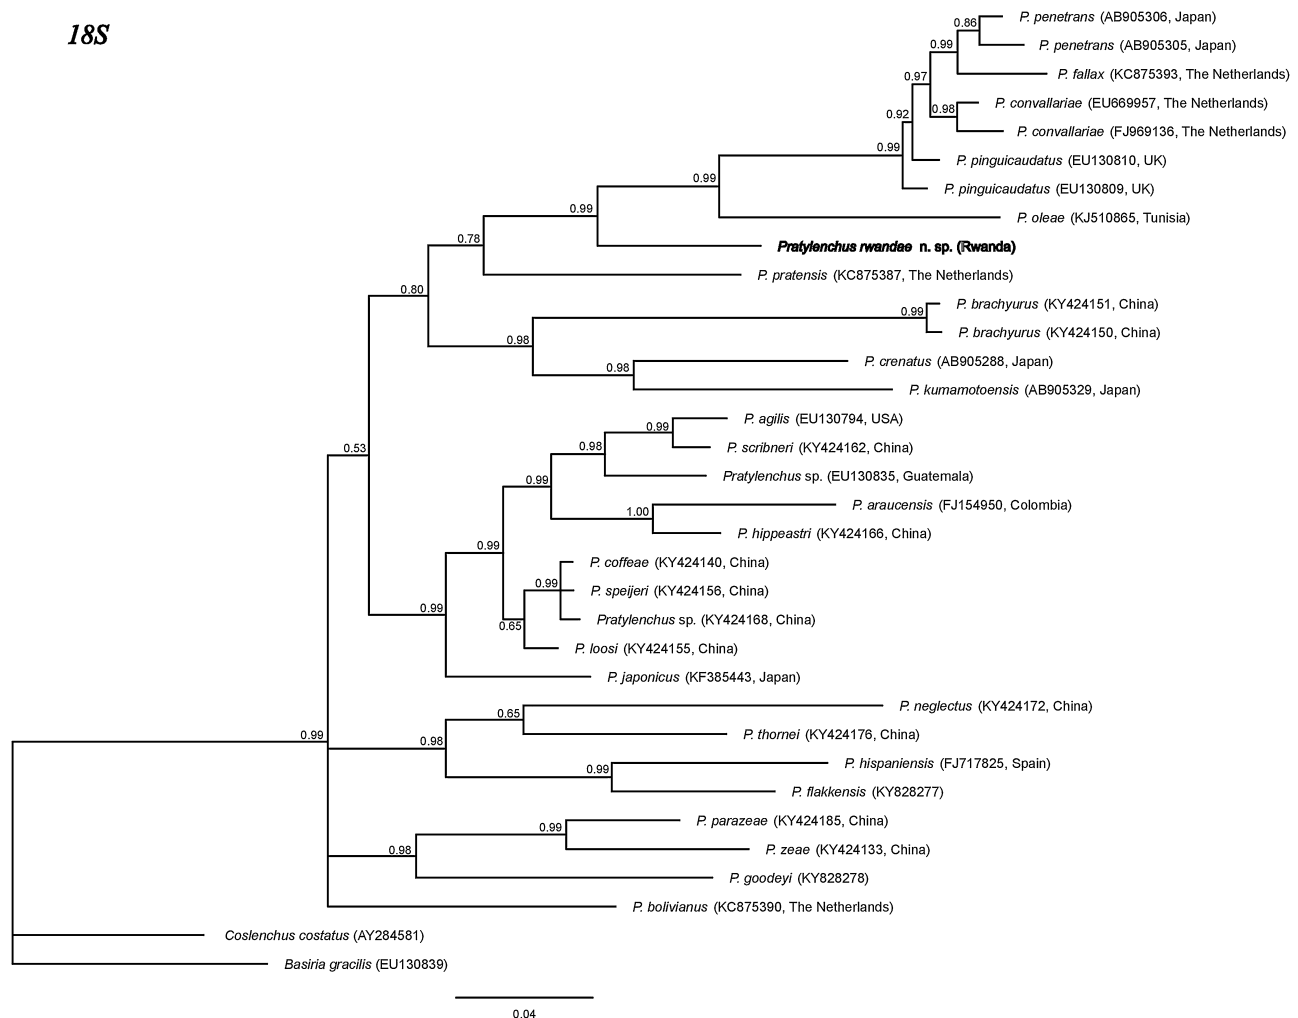 18S
P. penetrans (AB905306, Japan)
0.86
P. penetrans (AB905305, Japan)
0.99
P. fallax (KC875393, The Netherlands)
0.97
P. convallariae (EU669957, The Netherlands)
0.98
P. convallariae (FJ969136, The Netherlands)
0.92
P. pinguicaudatus (EU130810, UK)
0.99
P. pinguicaudatus (EU130809, UK)
0.99
P. oleae (KJ510865, Tunisia)
0.99
Pratylenchus rwandae n. sp. (Rwanda)
0.78
P. pratensis (KC875387, The Netherlands)
0.80
P. brachyurus (KY424151, China)
0.99
P. brachyurus (KY424150, China)
0.98
P. crenatus (AB905288, Japan)
0.98
P. kumamotoensis (AB905329, Japan)
P. agilis (EU130794, USA)
0.99
P. scribneri (KY424162, China)
0.98
0.53
Pratylenchus sp. (EU130835, Guatemala)
0.99
P. araucensis (FJ154950, Colombia)
1.00
P. hippeastri (KY424166, China)
0.99
P. coffeae (KY424140, China)
0.99
P. speijeri (KY424156, China)
0.99
Pratylenchus sp. (KY424168, China)
0.65
P. loosi (KY424155, China)
P. japonicus (KF385443, Japan)
P. neglectus (KY424172, China)
0.65
P. thornei (KY424176, China)
0.99
0.98
P. hispaniensis (FJ717825, Spain)
0.99
P. flakkensis (KY828277)
P. parazeae (KY424185, China)
0.99
P. zeae (KY424133, China)
0.98
P. goodeyi (KY828278)
P. bolivianus (KC875390, The Netherlands)
Coslenchus costatus (AY284581)
Basiria gracilis (EU130839)
0.04